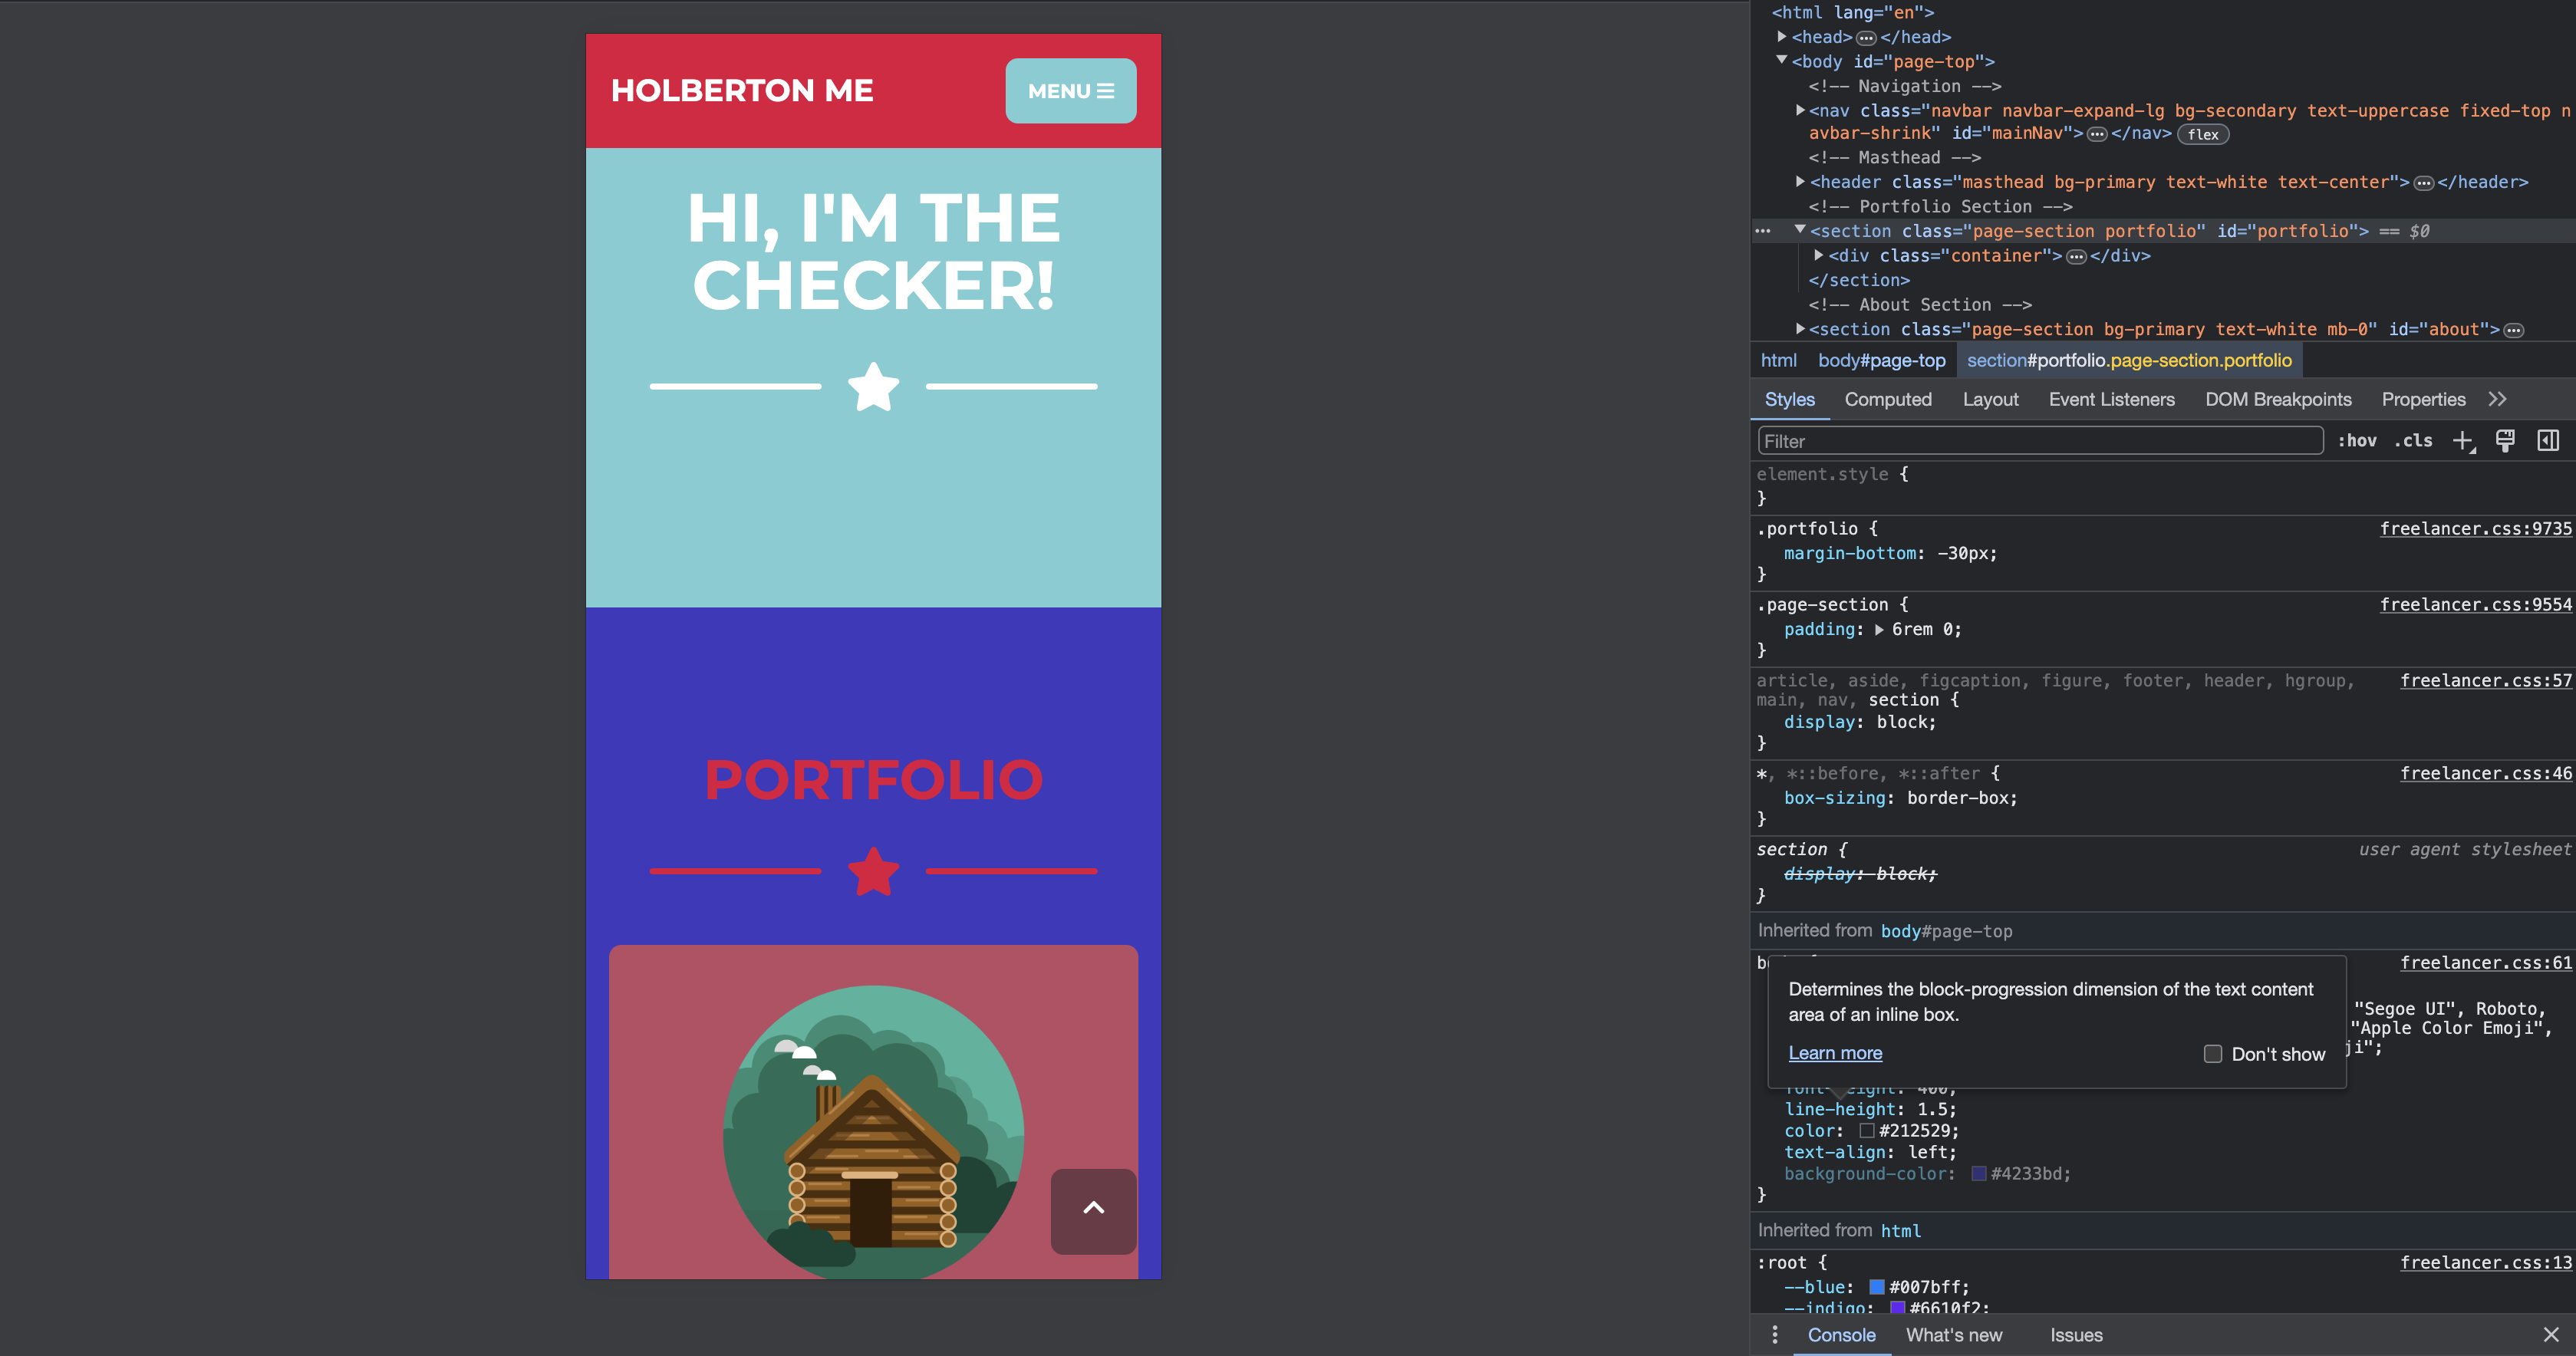 HOLBERTON ME
MENU
HI, I'M THE
CHECKER!
PORTFOLIO
<html lang="en">
<head> </head>
<body id="page-top">
<!-- Navigation -->
<nav class="navbar navbar-expand-lg bg-secondary text-uppercase fixed-top n
avbar-shrink" id="mainNav"> </nav> flex
<!-- Masthead -->
<header class="masthead bg-primary text-white text-center"> </header>
<!-- Portfolio Section -->
<section class="page-section portfolio" id="portfolio"> == $0
<div class="container"> </div>
</section>
<!-- About Section -->
<section class="page-section bg-primary text-white mb-0" id="about">
html body#page-top section#portfolio.page-section.portfolio
Styles Computed Layout Event Listeners DOM Breakpoints Properties
Filter :hov .cls
element.style {
}
.portfolio { freelancer.css:9735
margin-bottom: -30px;
}
.page-section { freelancer.css:9554
padding: 6rem 0;
}
article, aside, figcaption, figure, footer, header, hgroup, freelancer.css:57
main, nav, section {
display: block;
}
*, *::before, *::after { freelancer.css:46
box-sizing: border-box;
}
section { user agent stylesheet
display: block;
}
Inherited from body#page-top
freelancer.css:61
Determines the block-progression dimension of the text content
area of an inline box.
Learn more Don't show
"Segoe UI", Roboto,
"Apple Color Emoji",
ji";
line-height: 1.5;
color: #212529;
text-align: left;
background-color: #4233bd;
}
Inherited from html
:root { freelancer.css:13
--blue: #007bff;
--indigo: #6610f2;
Console What's new Issues